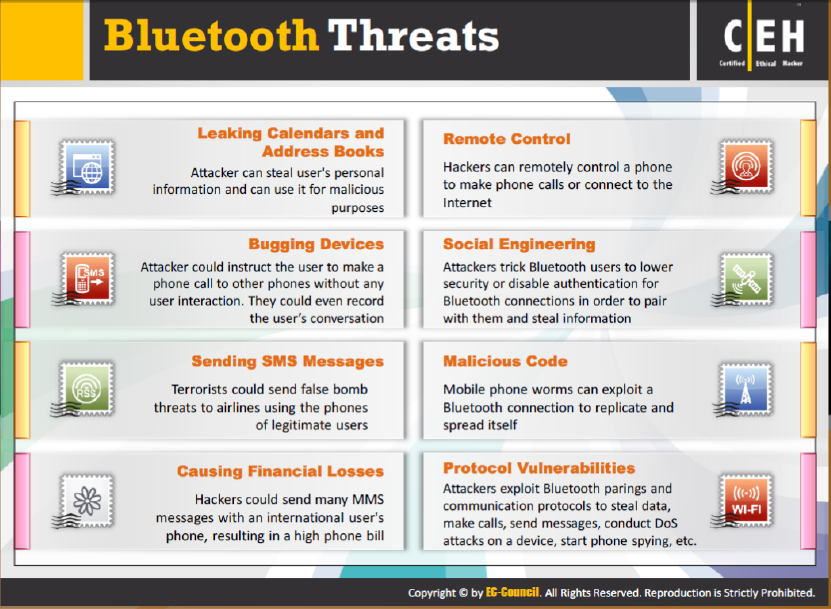 Bluetooth Threats
CEH
Certified Ethical Hacker
Leaking Calendars and
Address Books
Attacker can steal user's personal
information and can use it for malicious
purposes
Remote Control
Hackers can remotely control a phone
to make phone calls or connect to the
Internet
Bugging Devices
Attacker could instruct the user to make a
phone call to other phones without any
user interaction. They could even record
the user's conversation
SMS
Social Engineering
Attackers trick Bluetooth users to lower
security or disable authentication for
Bluetooth connections in order to pair
with them and steal information
Sending SMS Messages
Terrorists could send false bomb
threats to airlines using the phones
of legitimate users
RSS
Malicious Code
Mobile phone worms can exploit a
Bluetooth connection to replicate and
spread itself
Causing Financial Losses
Hackers could send many MMS
messages with an international user's
phone, resulting in a high phone bill
Protocol Vulnerabilities
Attackers exploit Bluetooth parings and
communication protocols to steal data,
make calls, send messages, conduct DoS
attacks on a device, start phone spying, etc.
WI-FI
Copyright © by EC-Council. All Rights Reserved. Reproduction is Strictly Prohibited.